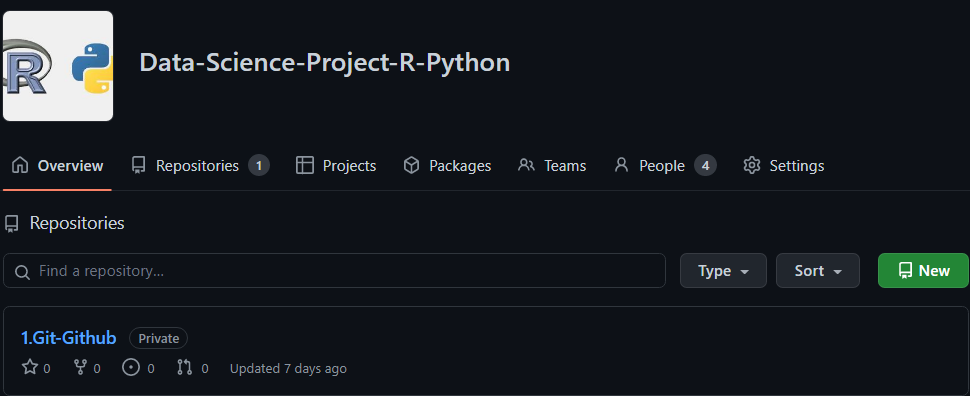 R
Data-Science-Project-R-Python
Overview Repositories 1 Projects Packages Teams People 4 Settings
Repositories
Find a repository... Type Sort New
1.Git-Github Private
0 0 0 0 Updated 7 days ago